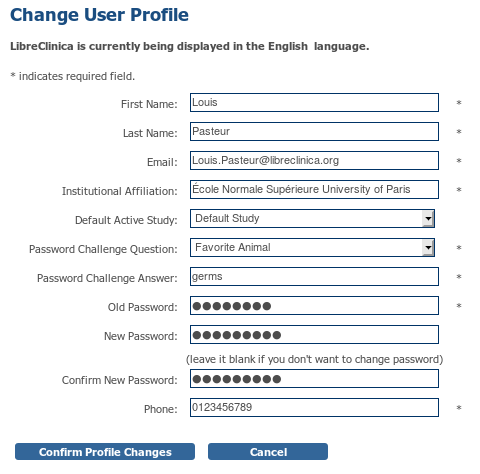 Change User Profile
LibreClinica is currently being displayed in the English language.
* indicates required field.
First Name: Louis *
Last Name: Pasteur *
Email: Louis.Pasteur@libreclinica.org *
Institutional Affiliation: École Normale Supérieure University of Paris *
Default Active Study: Default Study
Password Challenge Question: Favorite Animal *
Password Challenge Answer: germs *
Old Password: ●●●●●●●● *
New Password: ●●●●●●●●●
(leave it blank if you don't want to change password)
Confirm New Password: ●●●●●●●●●
Phone: 0123456789 *
Confirm Profile Changes Cancel